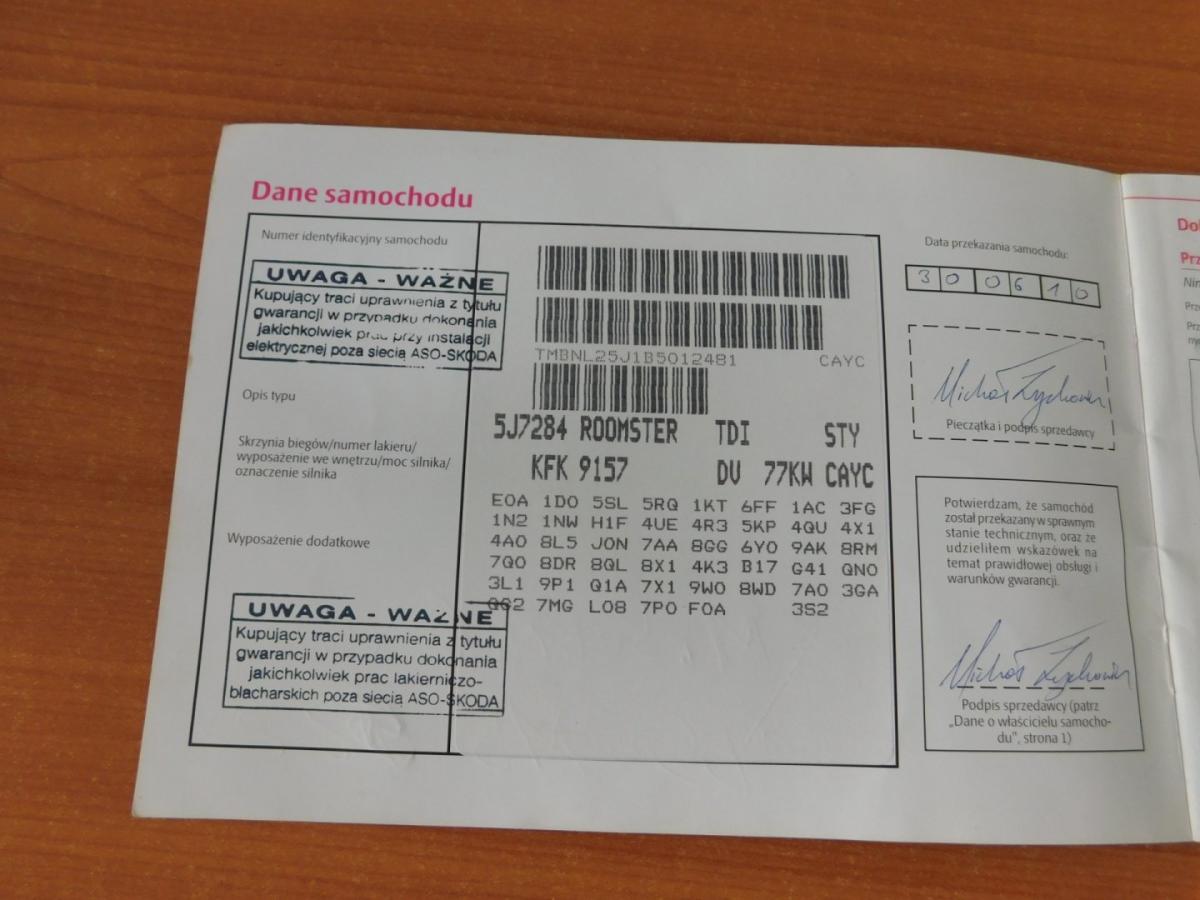 Dane samochodu
Numer identyfikacyjny samochodu
UWAGA - WAŻNE
Kupujący traci uprawnienia z tytułu
gwarancji w przypadku dokonania
jakichkolwiek prac przy instalacji
elektrycznej poza siecią ASO-SKODA
Opis typu
Skrzynia biegów/numer lakieru/
wyposażenie we wnętrzu/moc silnika/
oznaczenie silnika
Wyposażenie dodatkowe
UWAGA - WAŻNE
Kupujący traci uprawnienia z tytułu
gwarancji w przypadku dokonania
jakichkolwiek prac lakierniczo-
blacharskich poza siecią ASO-SKODA
TMBNL25J1B5012481 CAYC
5J7284 ROOMSTER TDI STY
KFK 9157 DV 77KW CAYC
E0A 1D0 5SL 5RQ 1KT 6FF 1AC 3FG
1N2 1NW H1F 4UE 4R3 5KP 4QU 4X1
4A0 8L5 J0N 7AA 8GG 6Y0 9AK 8RM
7Q0 8DR 8QL 8X1 4K3 B17 G41 QN0
3L1 9P1 Q1A 7X1 9W0 8WD 7A0 3GA
QG2 7MG L08 7P0 F0A 3S2
Data przekazania samochodu:
30 06 10
Pieczątka i podpis sprzedawcy
Potwierdzam, że samochód
został przekazany w sprawnym
stanie technicznym, oraz że
udzieliłem wskazówek na
temat prawidłowej obsługi i
warunków gwarancji.
Podpis sprzedawcy (patrz
„Dane o właścicielu samocho-
du", strona 1)